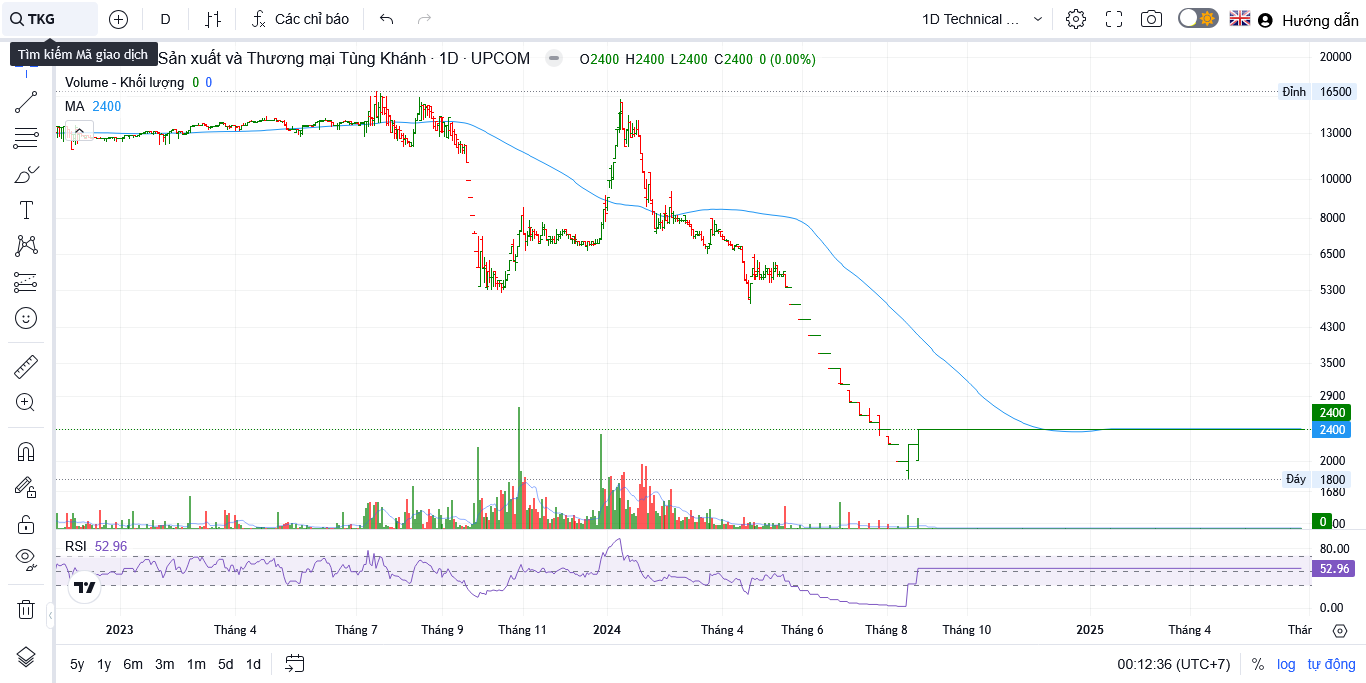 TKG
D
Các chỉ báo
1D Technical ...
Hướng dẫn
Tìm kiếm Mã giao dịch
Sản xuất và Thương mại Tùng Khánh · 1D · UPCOM
O2400 H2400 L2400 C2400 0 (0.00%)
Volume - Khối lượng 0 0
MA 2400
20000
Đỉnh 16500
13000
10000
8000
6500
5300
4300
3500
2900
2400
2400
2000
Đáy 1800
1680
0 00
RSI 52.96
80.00
52.96
0.00
2023 Tháng 4 Tháng 7 Tháng 9 Tháng 11 2024 Tháng 4 Tháng 6 Tháng 8 Tháng 10 2025 Tháng 4 Thár
5y 1y 6m 3m 1m 5d 1d
00:12:36 (UTC+7) % log tự động